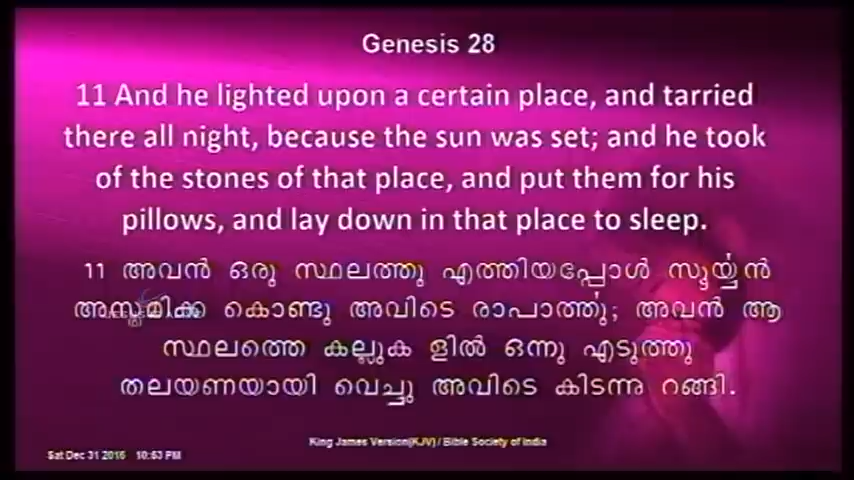 Genesis 28
11 And he lighted upon a certain place, and tarried
there all night, because the sun was set; and he took
of the stones of that place, and put them for his
pillows, and lay down in that place to sleep.
11 അവൻ ഒരു സ്ഥലത്തു എത്തിയപ്പോൾ സൂൎയ്യൻ
അസ്തമിക്ക കൊണ്ടു അവിടെ രാപാൎത്തു; അവൻ ആ
സ്ഥലത്തെ കല്ലുക ളിൽ ഒന്നു എടുത്തു
തലയണയായി വെച്ചു അവിടെ കിടന്നു റങ്ങി.
King James Version(KJV) / Bible Society of India
Sat Dec 31 2016 10:53 PM